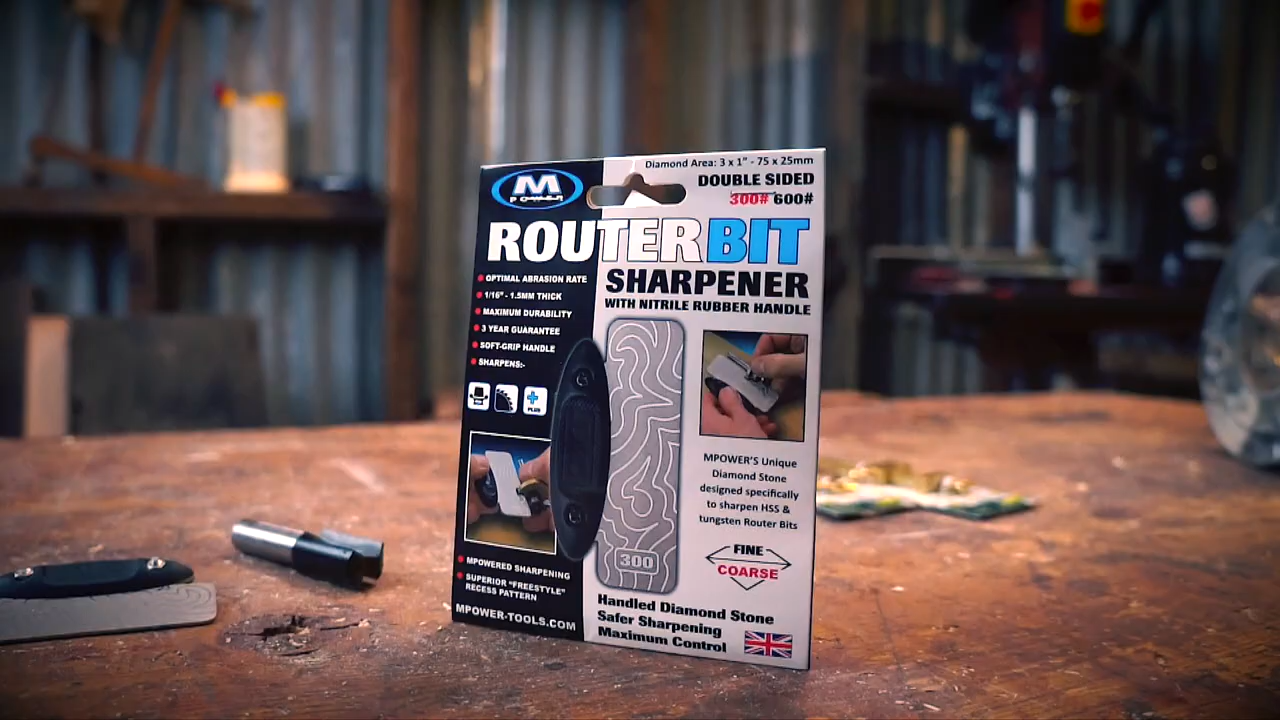 M
POWER
Diamond Area: 3 x 1" - 75 x 25mm
DOUBLE SIDED
300# 600#
ROUTERBIT
SHARPENER
WITH NITRILE RUBBER HANDLE
OPTIMAL ABRASION RATE
1/16" - 1.5MM THICK
MAXIMUM DURABILITY
3 YEAR GUARANTEE
SOFT-GRIP HANDLE
SHARPENS:-
PLUS
MPOWERED SHARPENING
SUPERIOR "FREESTYLE"
RECESS PATTERN
MPOWER-TOOLS.COM
300
MPOWER'S Unique
Diamond Stone
designed specifically
to sharpen HSS &
tungsten Router Bits
FINE
COARSE
Handled Diamond Stone
Safer Sharpening
Maximum Control